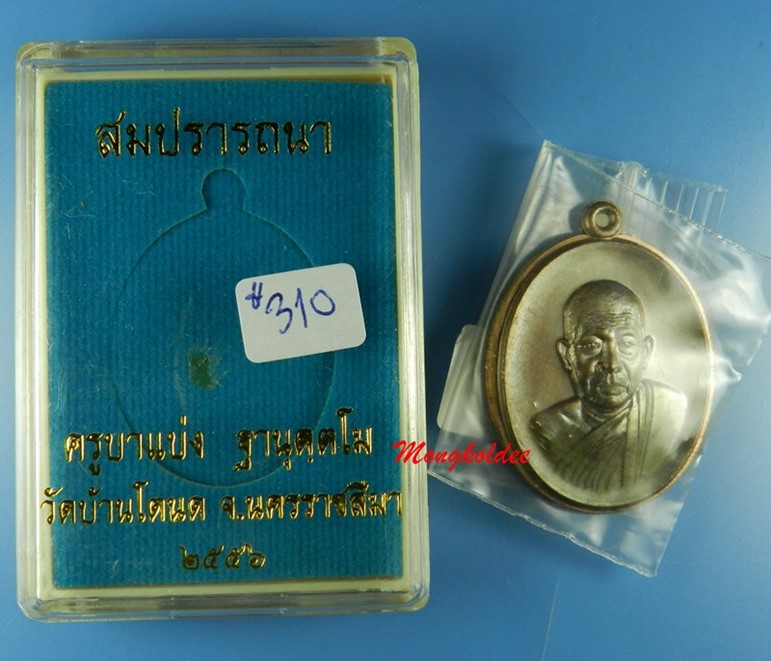 สมปรารถนา
#310
ครูบาแบ่ง ฐานุตฺตโม
Mongkoldee
วัดบ้านโตนด จ.นครราชสีมา
๒๕๕๖